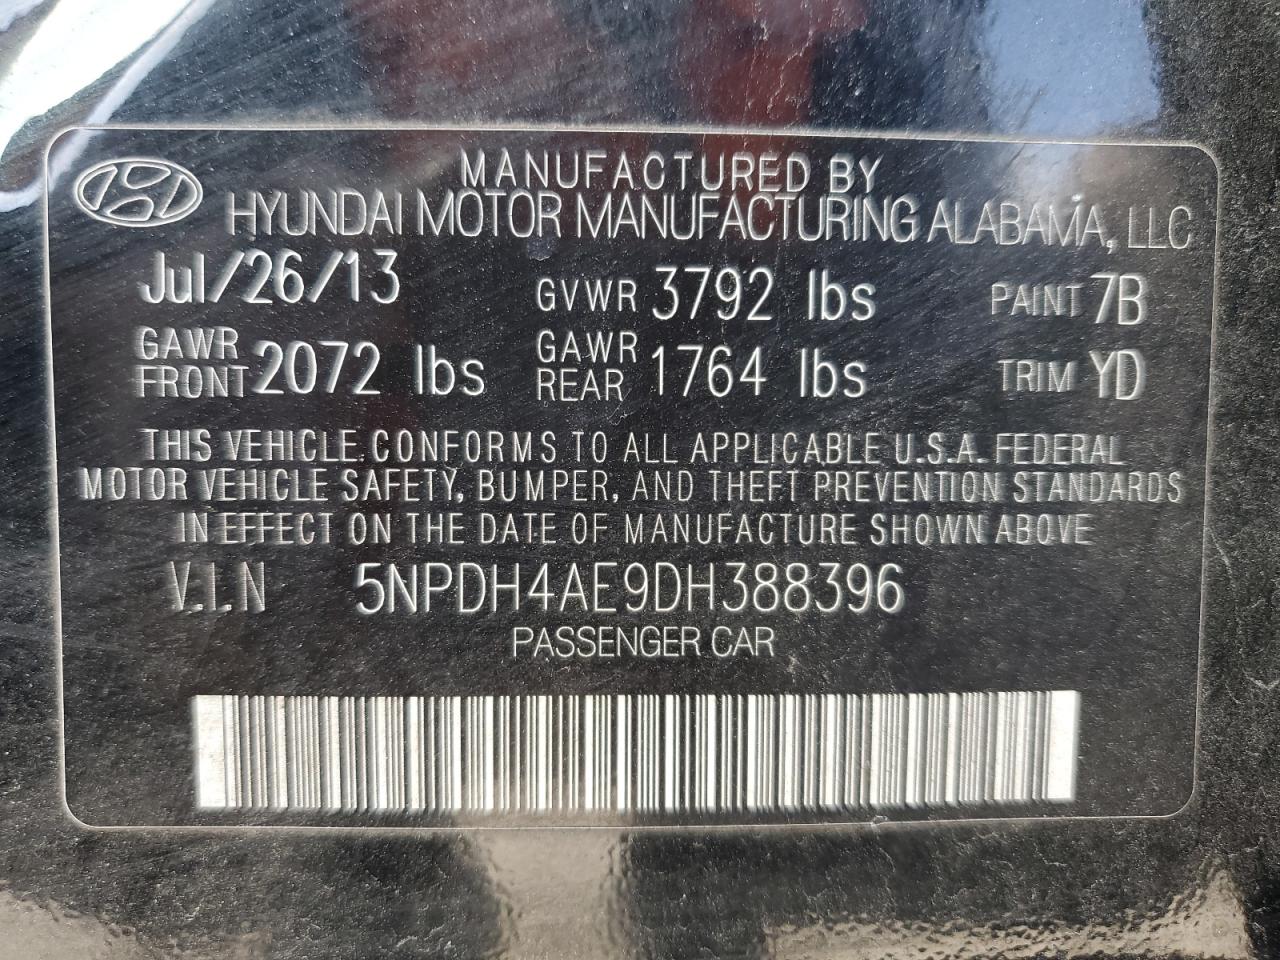 MANUFACTURED BY
HYUNDAI MOTOR MANUFACTURING ALABAMA, LLC
Jul/26/13 GVWR 3792 lbs PAINT 7B
GAWR FRONT 2072 lbs GAWR REAR 1764 lbs TRIM YD
THIS VEHICLE CONFORMS TO ALL APPLICABLE U.S.A. FEDERAL
MOTOR VEHICLE SAFETY, BUMPER, AND THEFT PREVENTION STANDARDS
IN EFFECT ON THE DATE OF MANUFACTURE SHOWN ABOVE
V.I.N 5NPDH4AE9DH388396
PASSENGER CAR